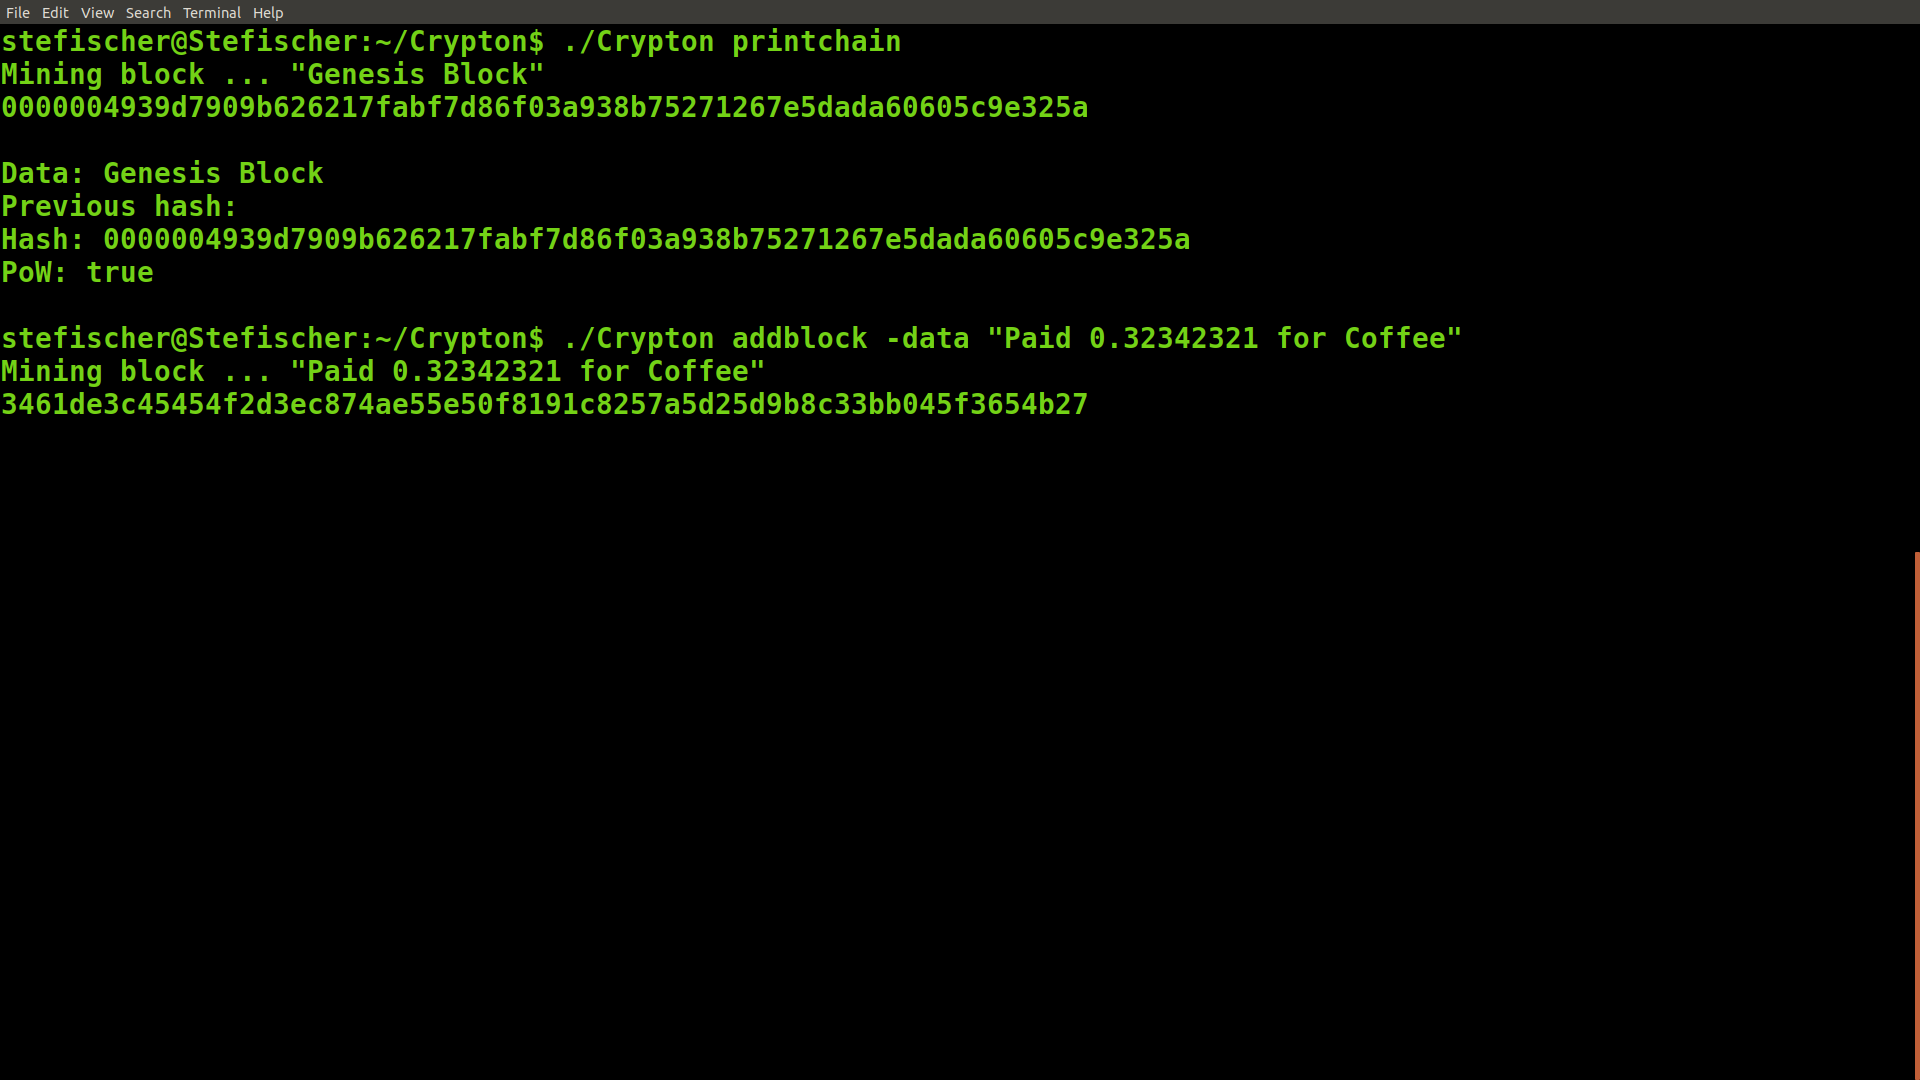 File Edit View Search Terminal Help
stefischer@Stefischer:~/Crypton$ ./Crypton printchain
Mining block ... "Genesis Block"
0000004939d7909b626217fabf7d86f03a938b75271267e5dada60605c9e325a
Data: Genesis Block
Previous hash:
Hash: 0000004939d7909b626217fabf7d86f03a938b75271267e5dada60605c9e325a
PoW: true
stefischer@Stefischer:~/Crypton$ ./Crypton addblock -data "Paid 0.32342321 for Coffee"
Mining block ... "Paid 0.32342321 for Coffee"
3461de3c45454f2d3ec874ae55e50f8191c8257a5d25d9b8c33bb045f3654b27